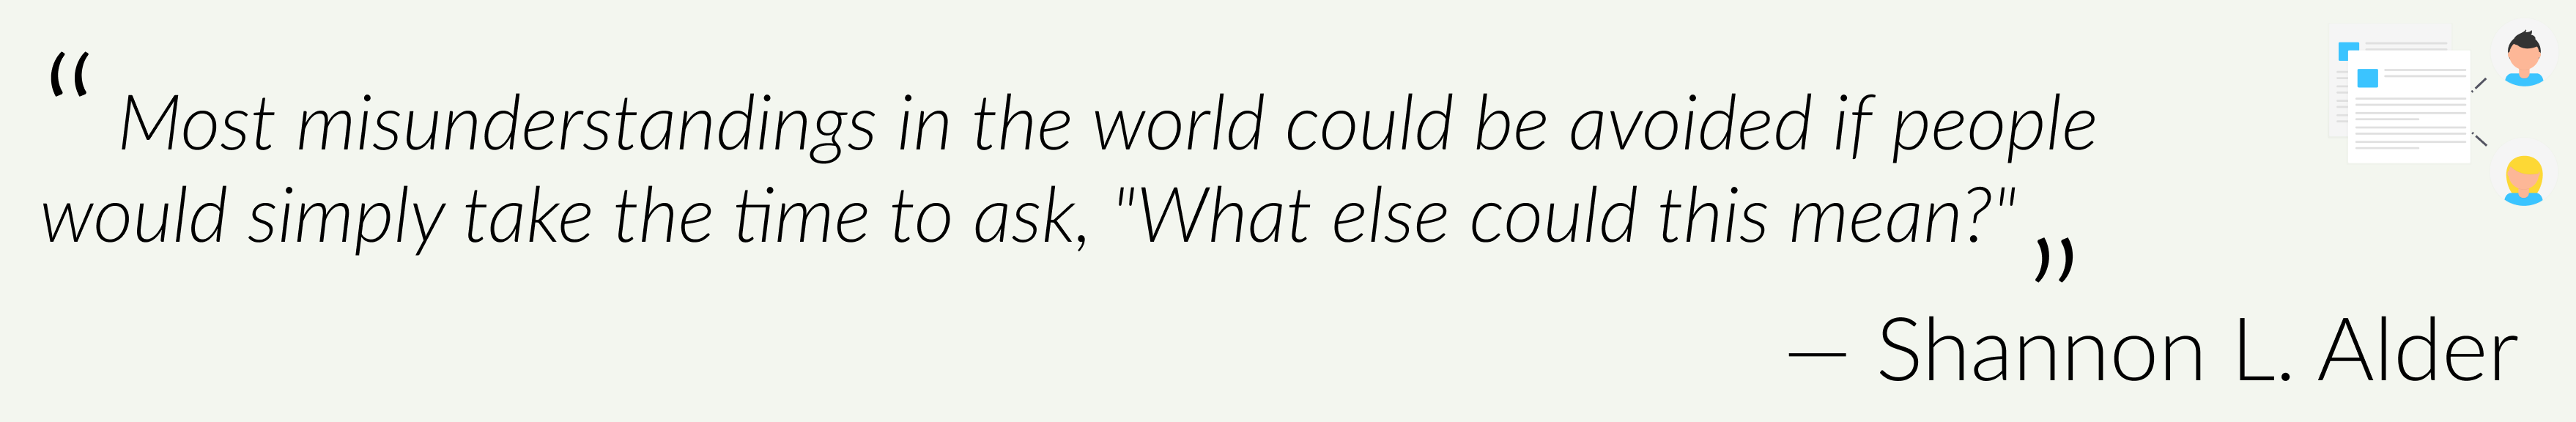 “ Most misunderstandings in the world could be avoided if people
would simply take the time to ask, "What else could this mean?" ”
— Shannon L. Alder